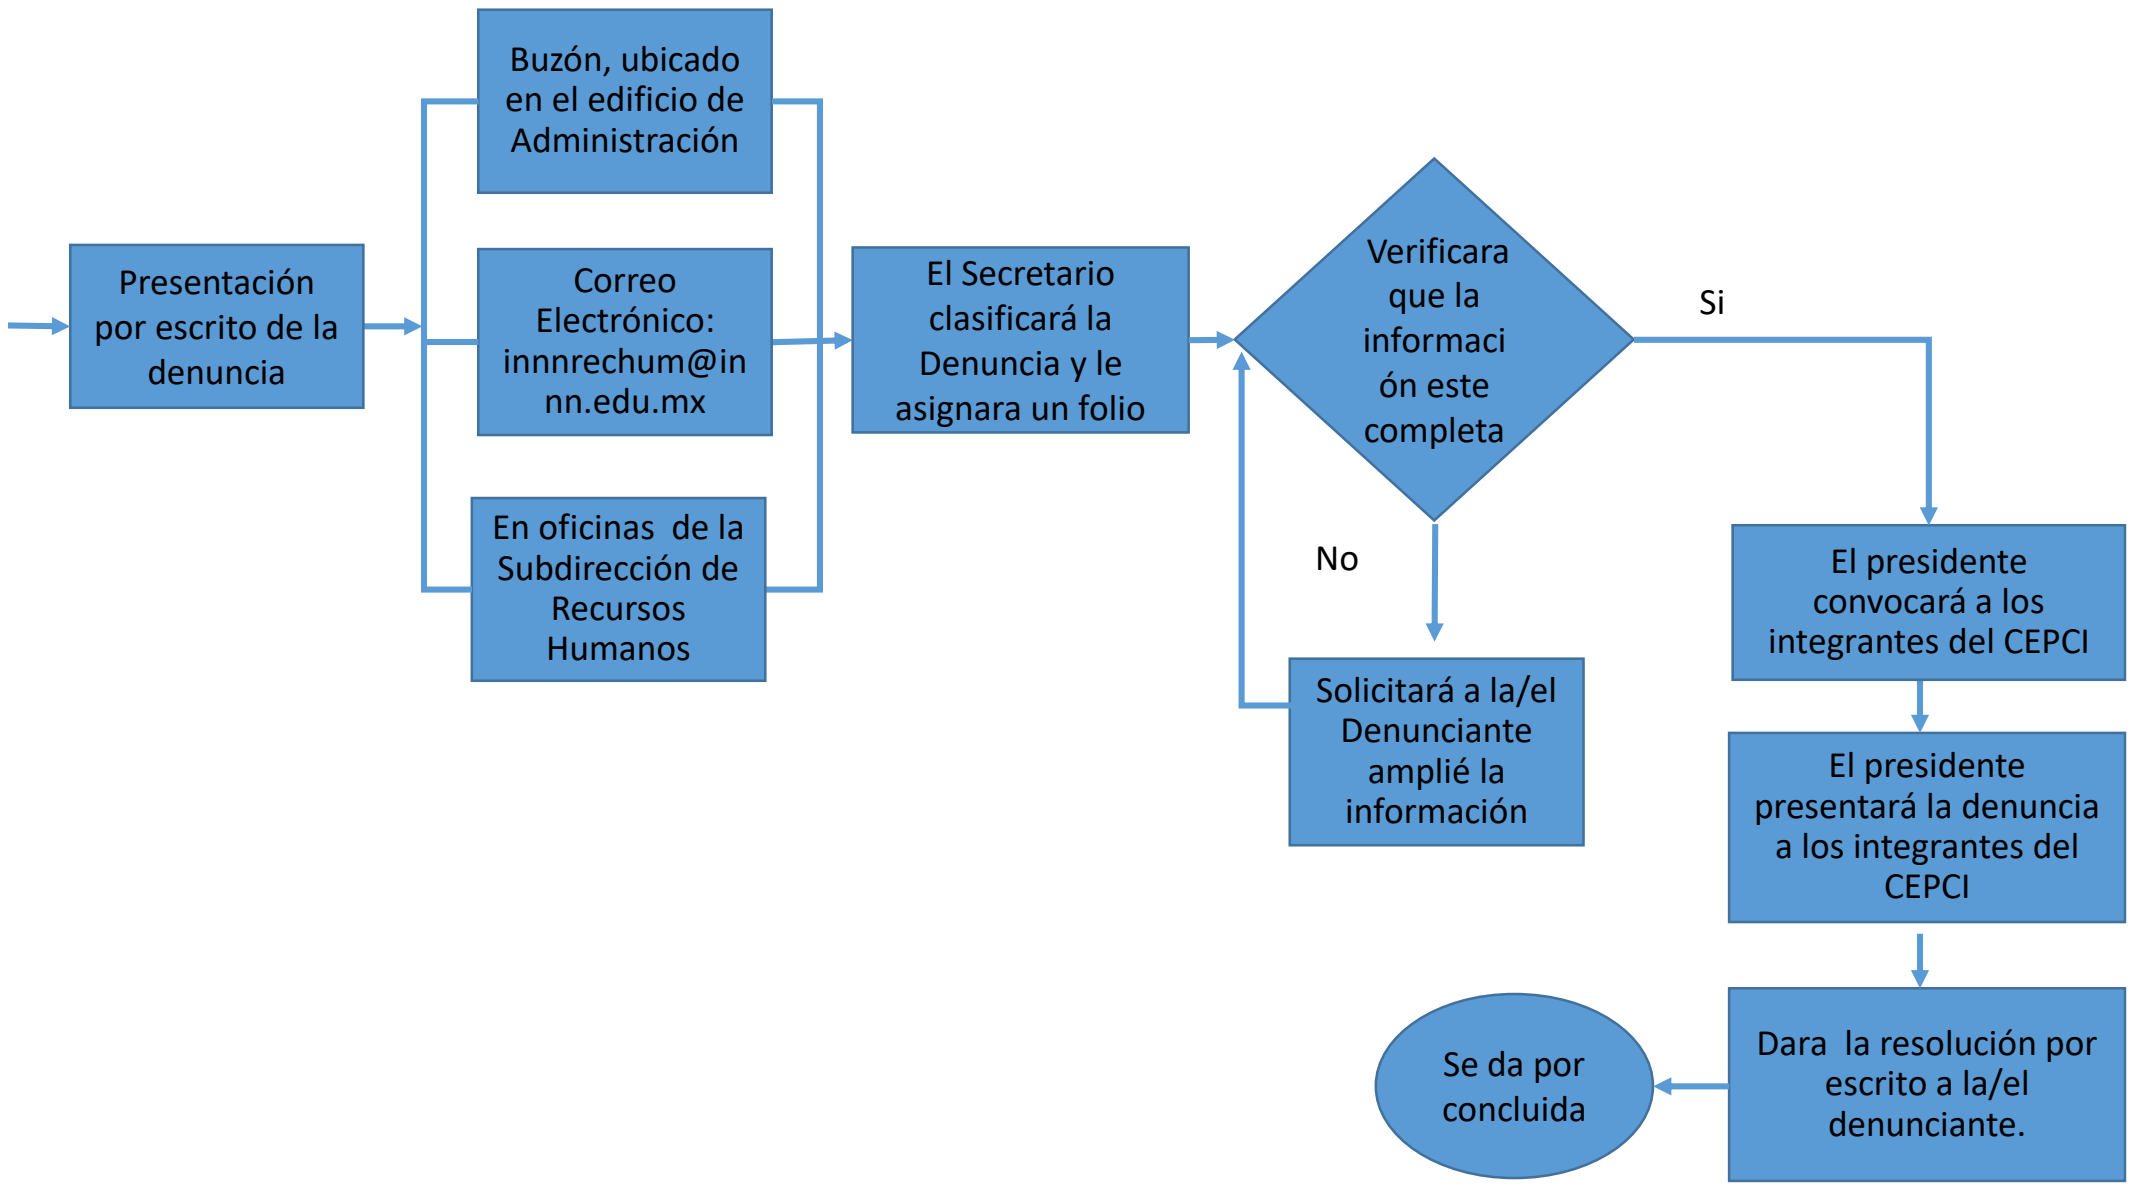 Presentación
por escrito de la
denuncia
Buzón, ubicado
en el edificio de
Administración
Correo
Electrónico:
innnrechum@in
nn.edu.mx
En oficinas  de la
Subdirección de
Recursos
Humanos
El Secretario
clasificará la
Denuncia y le
asignara un folio
Verificara
que la
informaci
ón este
completa
Si
No
Solicitará a la/el
Denunciante
amplié la
información
El presidente
convocará a los
integrantes del CEPCI
El presidente
presentará la denuncia
a los integrantes del
CEPCI
Dara  la resolución por
escrito a la/el
denunciante.
Se da por
concluida